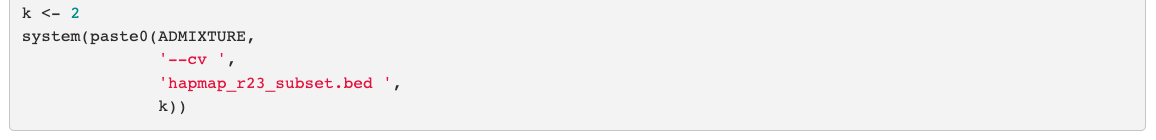 k <- 2
system(paste0(ADMIXTURE,
'--cv ',
'hapmap_r23_subset.bed ',
k))